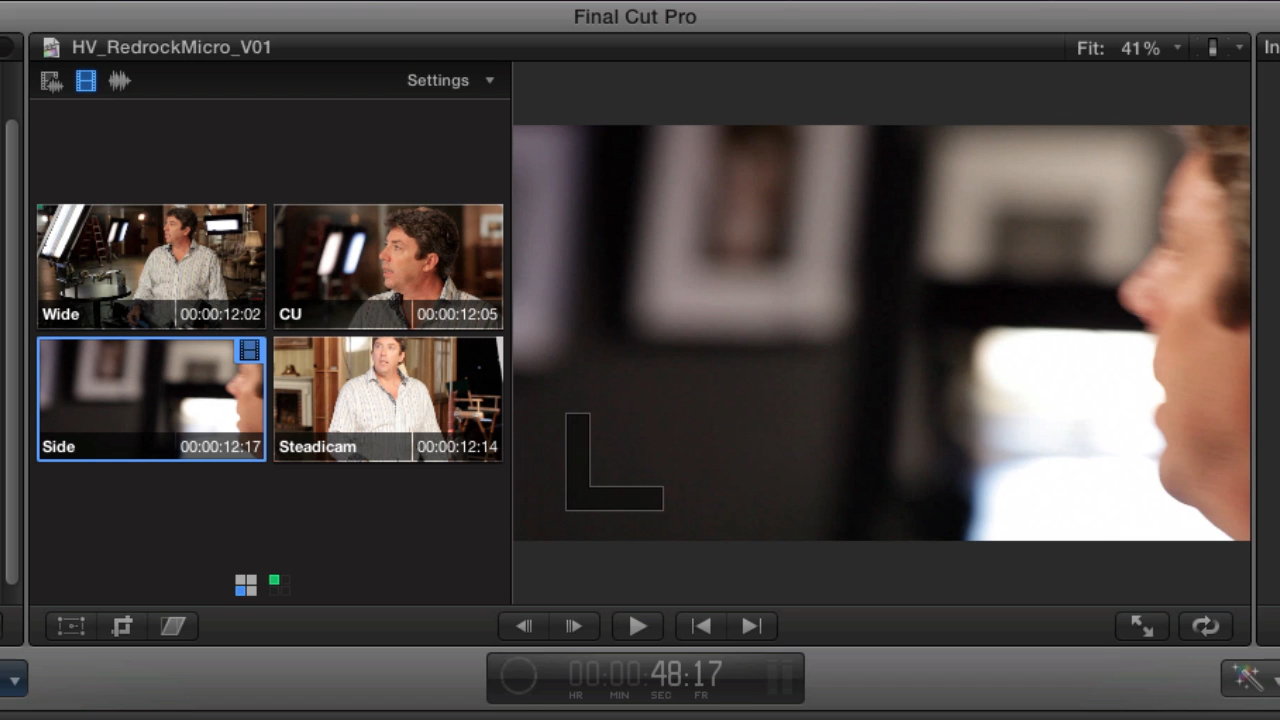 Final Cut Pro
HV_RedrockMicro_V01
Fit: 41%
In
Settings
Wide 00:00:12:02
CU 00:00:12:05
Side 00:00:12:17
Steadicam 00:00:12:14
00:00:48:17
HR MIN SEC FR